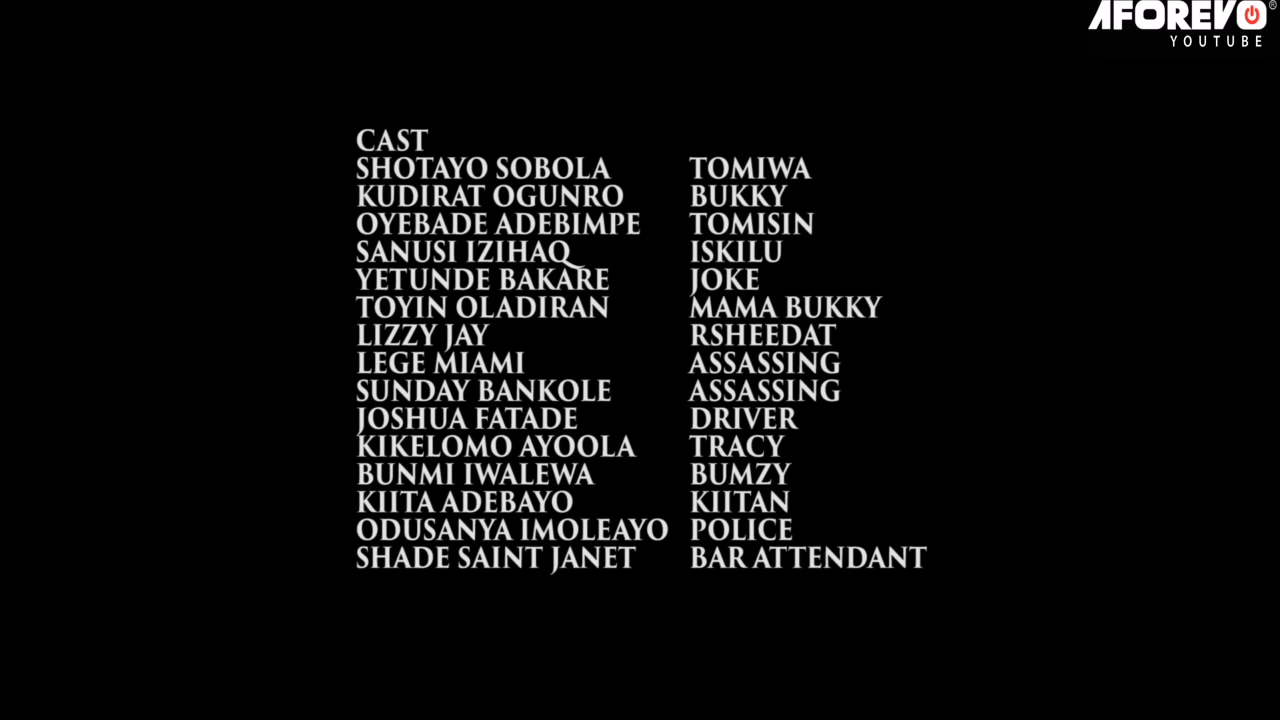 AFOREVO®
YOUTUBE
CAST
SHOTAYO SOBOLA TOMIWA
KUDIRAT OGUNRO BUKKY
OYEBADE ADEBIMPE TOMISIN
SANUSI IZIHAQ ISKILU
YETUNDE BAKARE JOKE
TOYIN OLADIRAN MAMA BUKKY
LIZZY JAY RSHEEDAT
LEGE MIAMI ASSASSING
SUNDAY BANKOLE ASSASSING
JOSHUA FATADE DRIVER
KIKELOMO AYOOLA TRACY
BUNMI IWALEWA BUMZY
KIITA ADEBAYO KIITAN
ODUSANYA IMOLEAYO POLICE
SHADE SAINT JANET BAR ATTENDANT